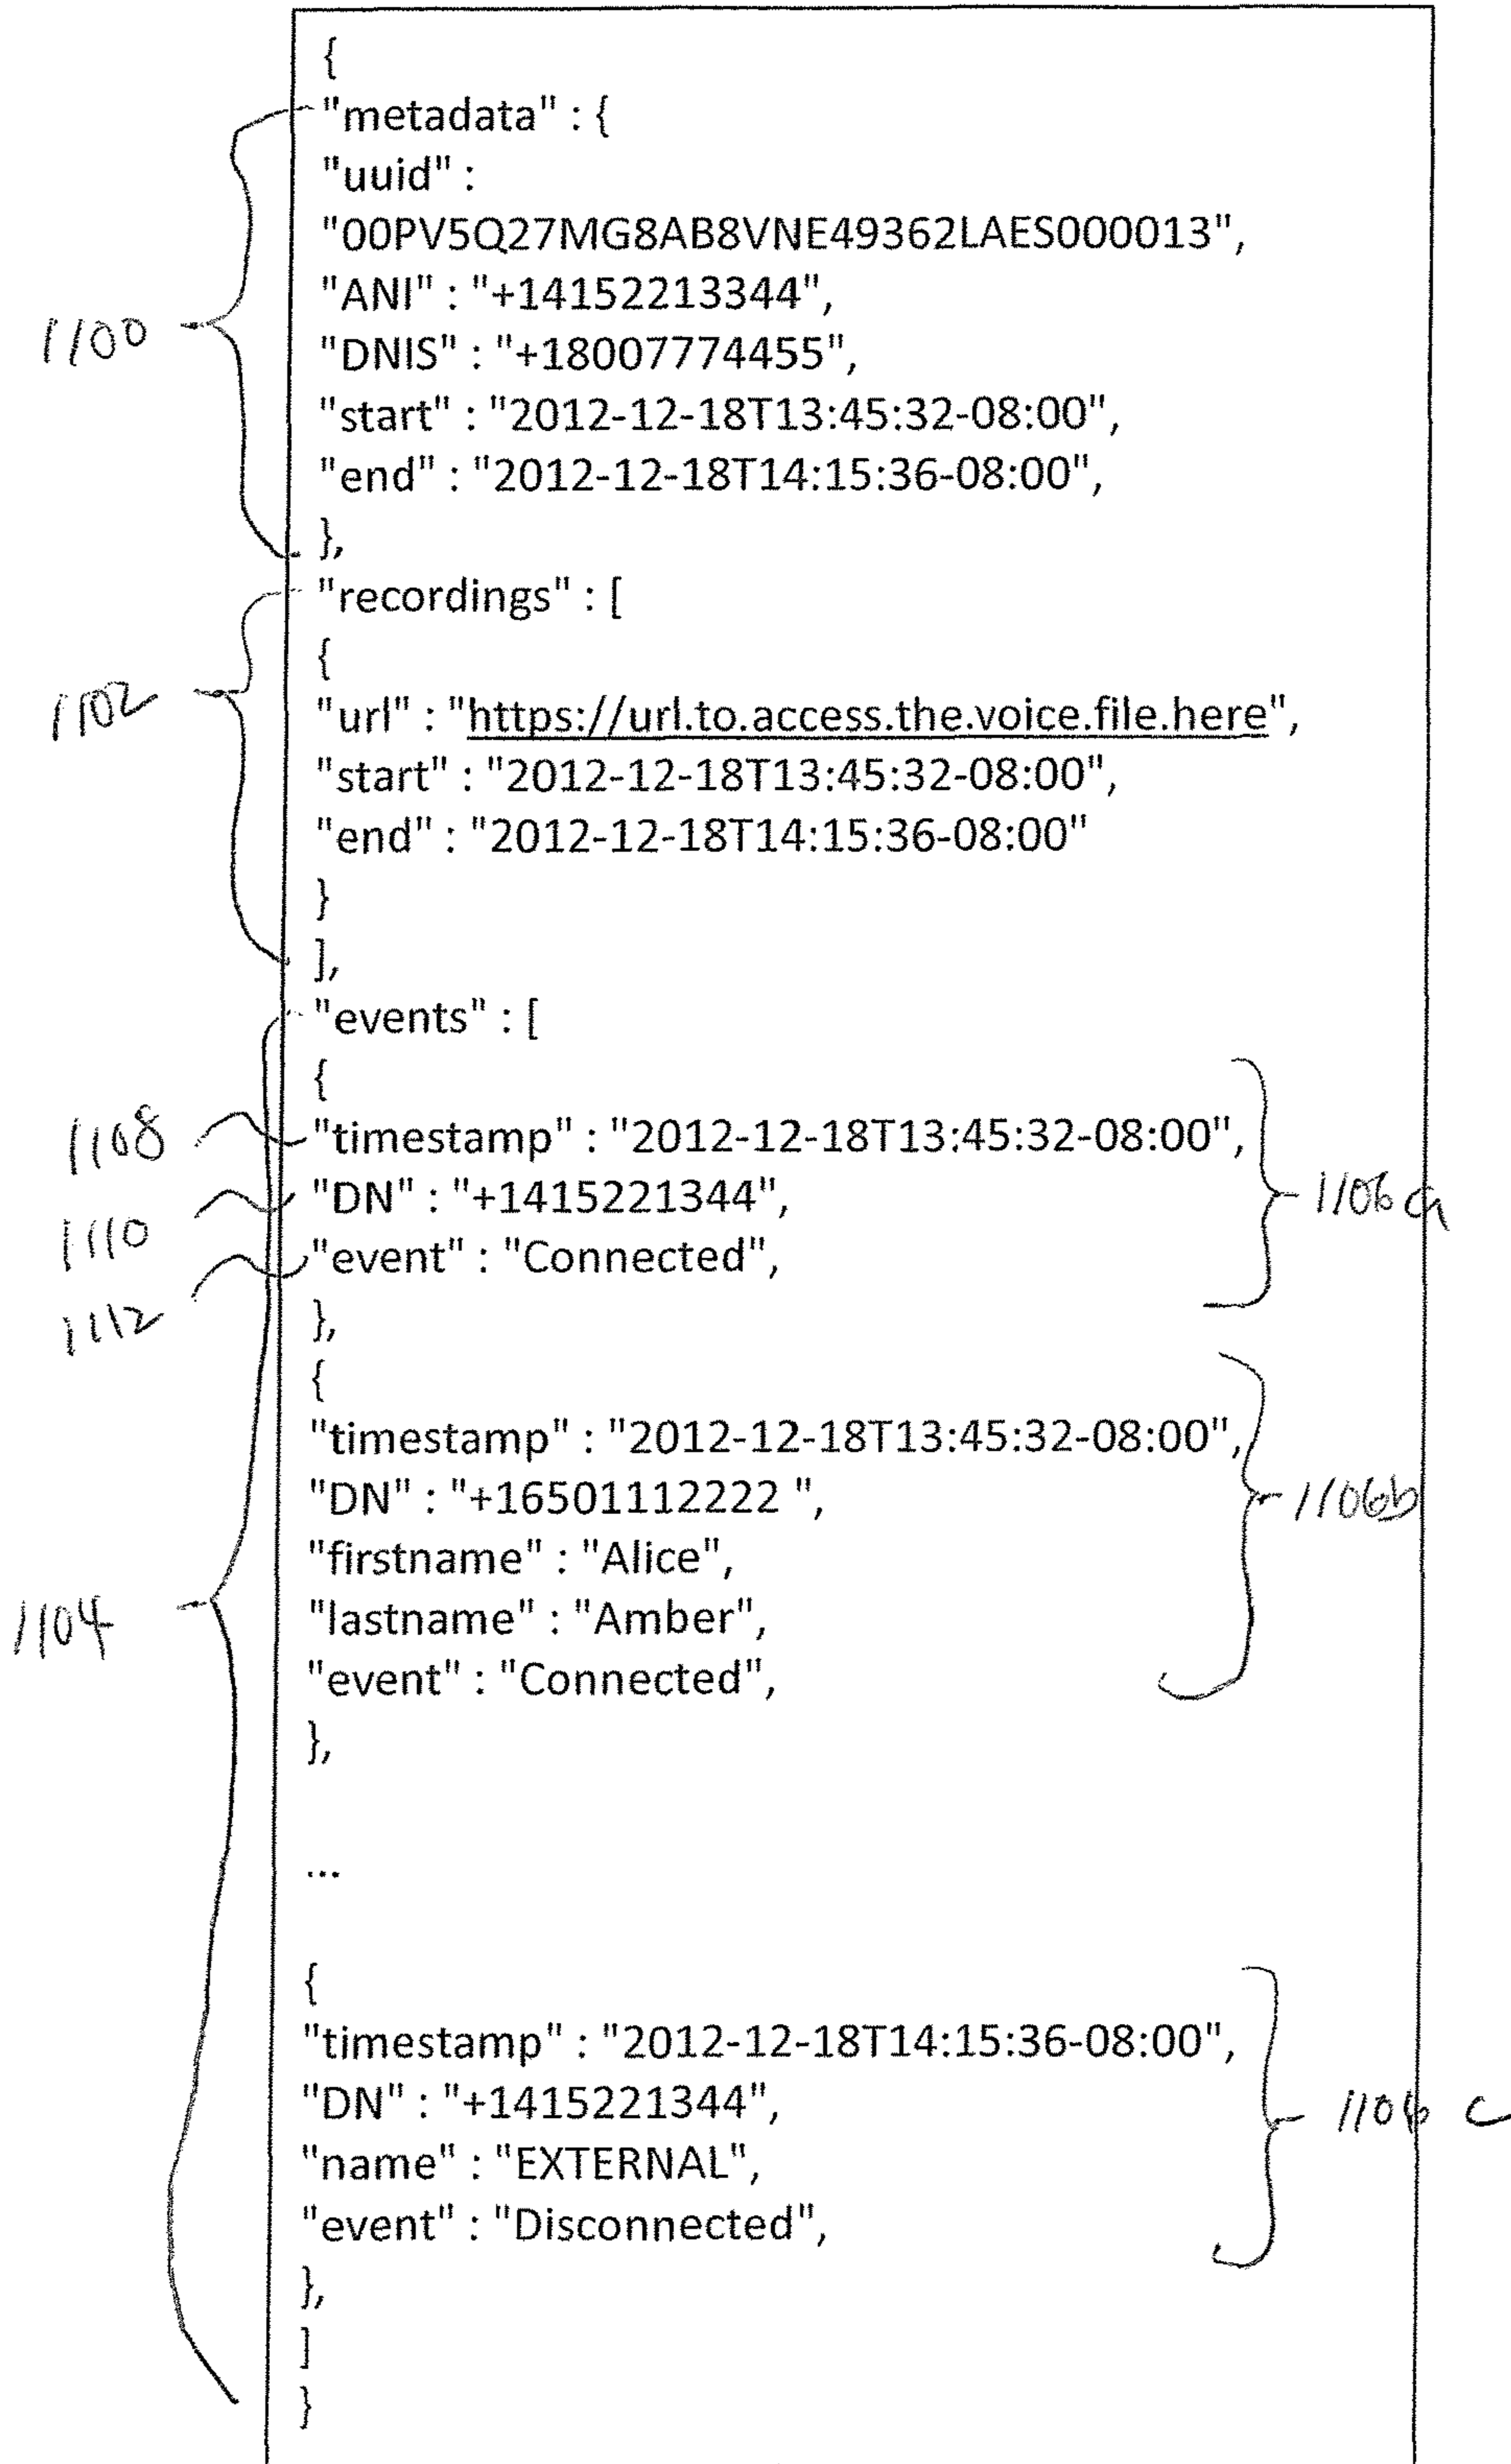 {
"metadata" : {
"uuid" :
"00PV5Q27MG8AB8VNE49362LAES000013",
"ANI" : "+14152213344",
1100
"DNIS" : "+18007774455",
"start" : "2012-12-18T13:45:32-08:00",
"end" : "2012-12-18T14:15:36-08:00",
},
"recordings" : [
{
1102
"url" : "https://url.to.access.the.voice.file.here",
"start" : "2012-12-18T13:45:32-08:00",
"end" : "2012-12-18T14:15:36-08:00"
}
],
"events" : [
{
1108
"timestamp" : "2012-12-18T13:45:32-08:00",
1110
"DN" : "+1415221344",
1106a
1112
"event" : "Connected",
},
{
"timestamp" : "2012-12-18T13:45:32-08:00",
"DN" : "+16501112222 ",
1106b
"firstname" : "Alice",
1104
"lastname" : "Amber",
"event" : "Connected",
},
...
{
"timestamp" : "2012-12-18T14:15:36-08:00",
"DN" : "+1415221344",
1106 c
"name" : "EXTERNAL",
"event" : "Disconnected",
},
]
}